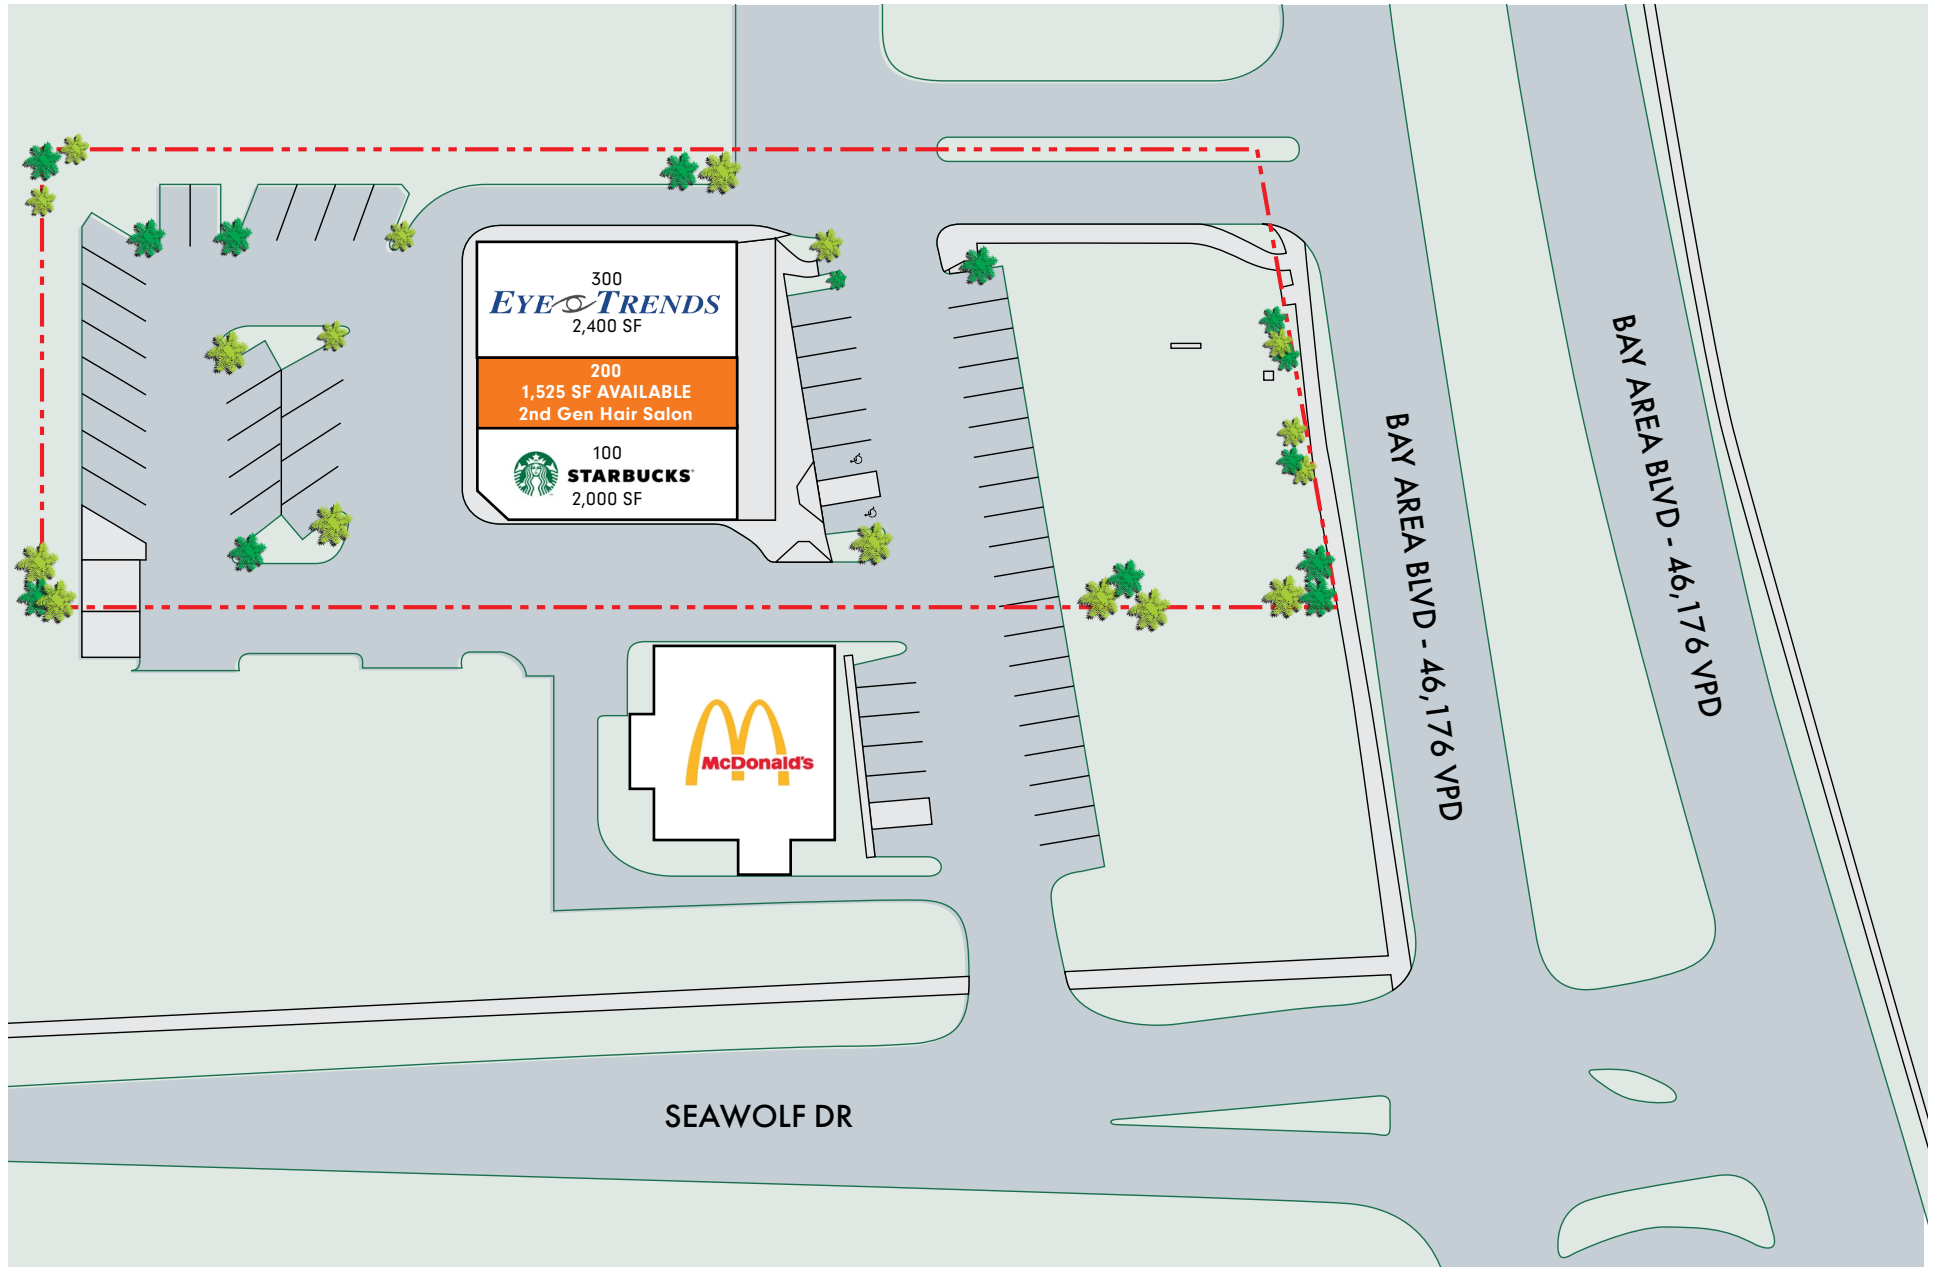 300
EYE TRENDS
2,400 SF
200
1,525 SF AVAILABLE
2nd Gen Hair Salon
100
STARBUCKS
2,000 SF
McDonald's
BAY AREA BLVD - 46,176 VPD
BAY AREA BLVD - 46,176 VPD
SEAWOLF DR